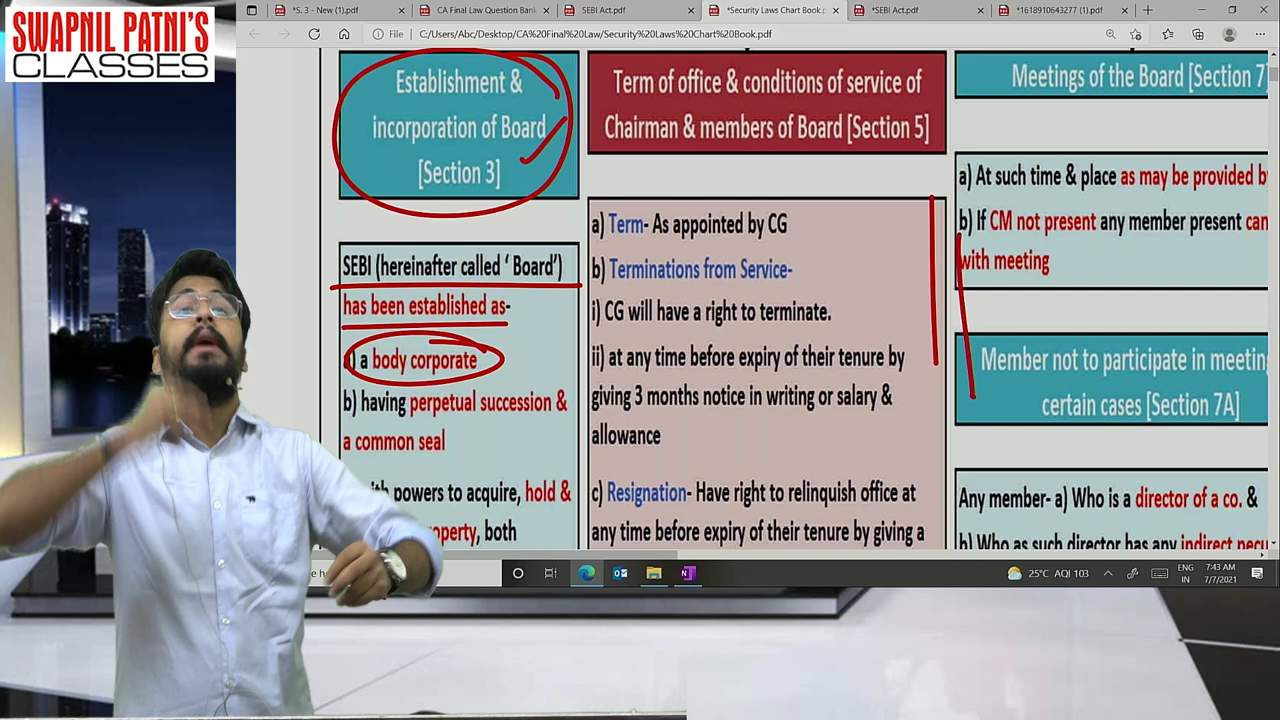 SWAPNIL PATNI'S
CLASSES
*S. 3 - New (1).pdf
CA Final Law Question Bank
SEBI Act.pdf
*Security Laws Chart Book.p
*SEBI Act.pdf
*1618910643277 (1).pdf
File
C:/Users/Abc/Desktop/CA%20Final%20Law/Security%20Laws%20Chart%20Book.pdf
Establishment &
incorporation of Board
[Section 3]
SEBI (hereinafter called ‘ Board’)
has been established as-
a) a body corporate
b) having perpetual succession &
a common seal
powers to acquire, hold &
both
Term of office & conditions of service of
Chairman & members of Board [Section 5]
a) Term- As appointed by CG
b) Terminations from Service-
i) CG will have a right to terminate.
ii) at any time before expiry of their tenure by
giving 3 months notice in writing or salary &
allowance
c) Resignation- Have right to relinquish office at
any time before expiry of their tenure by giving a
Meetings of the Board [Section 7]
a) At such time & place as may be provided b
b) If CM not present any member present can
with meeting
Member not to participate in meeting
certain cases [Section 7A]
Any member- a) Who is a director of a co. &
b) Who as such director has any indirect pecu
25°C AQI 103
ENG
IN
7:43 AM
7/7/2021